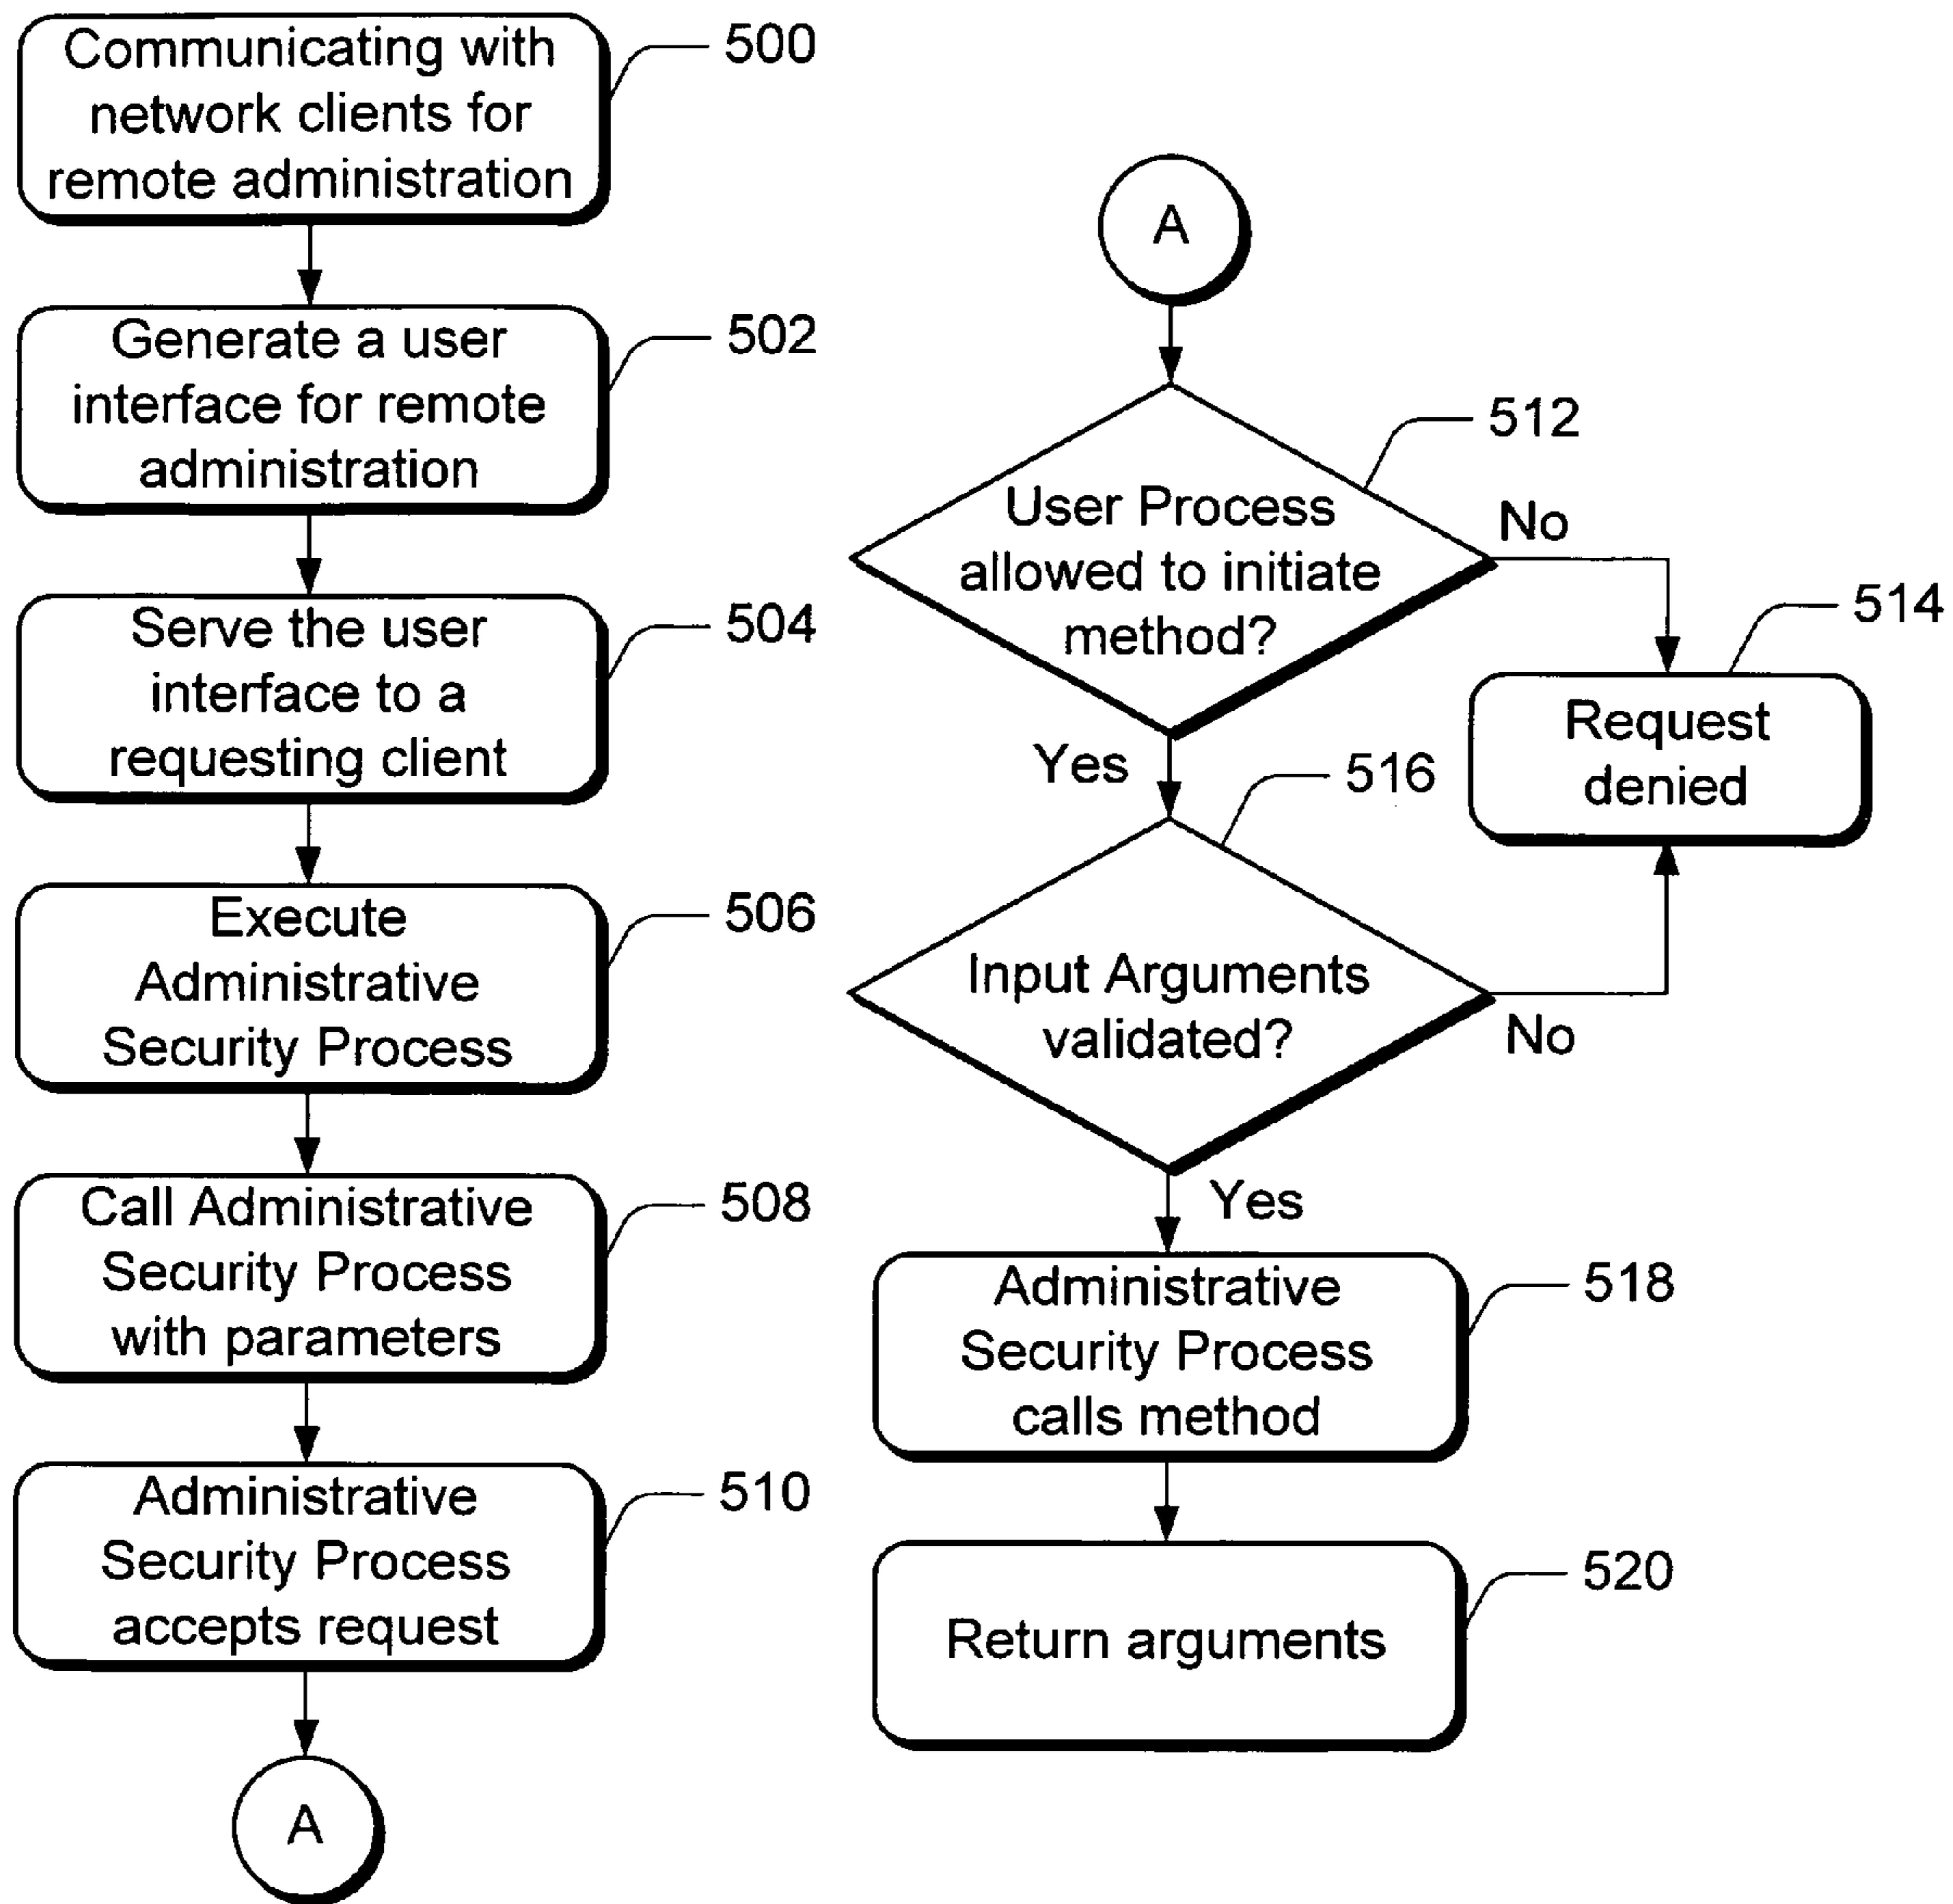 Communicating with
network clients for
remote administration
500
Generate a user
interface for remote
administration
502
Serve the user
interface to a
requesting client
504
Execute
Administrative
Security Process
506
Call Administrative
Security Process
with parameters
508
Administrative
Security Process
accepts request
510
A
A
User Process
allowed to initiate
method?
512
No
Request
denied
514
Yes
Input Arguments
validated?
516
No
Yes
Administrative
Security Process
calls method
518
Return arguments
520